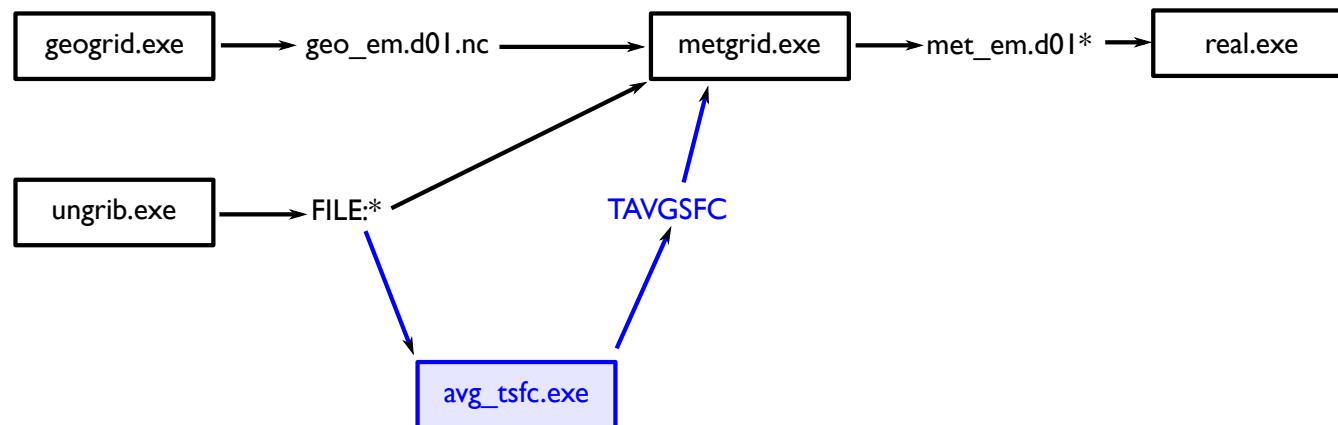 geogrid.exe
geo_em.d01.nc
metgrid.exe
met_em.d01*
real.exe
ungrib.exe
FILE:*
TAVGSFC
avg_tsfc.exe